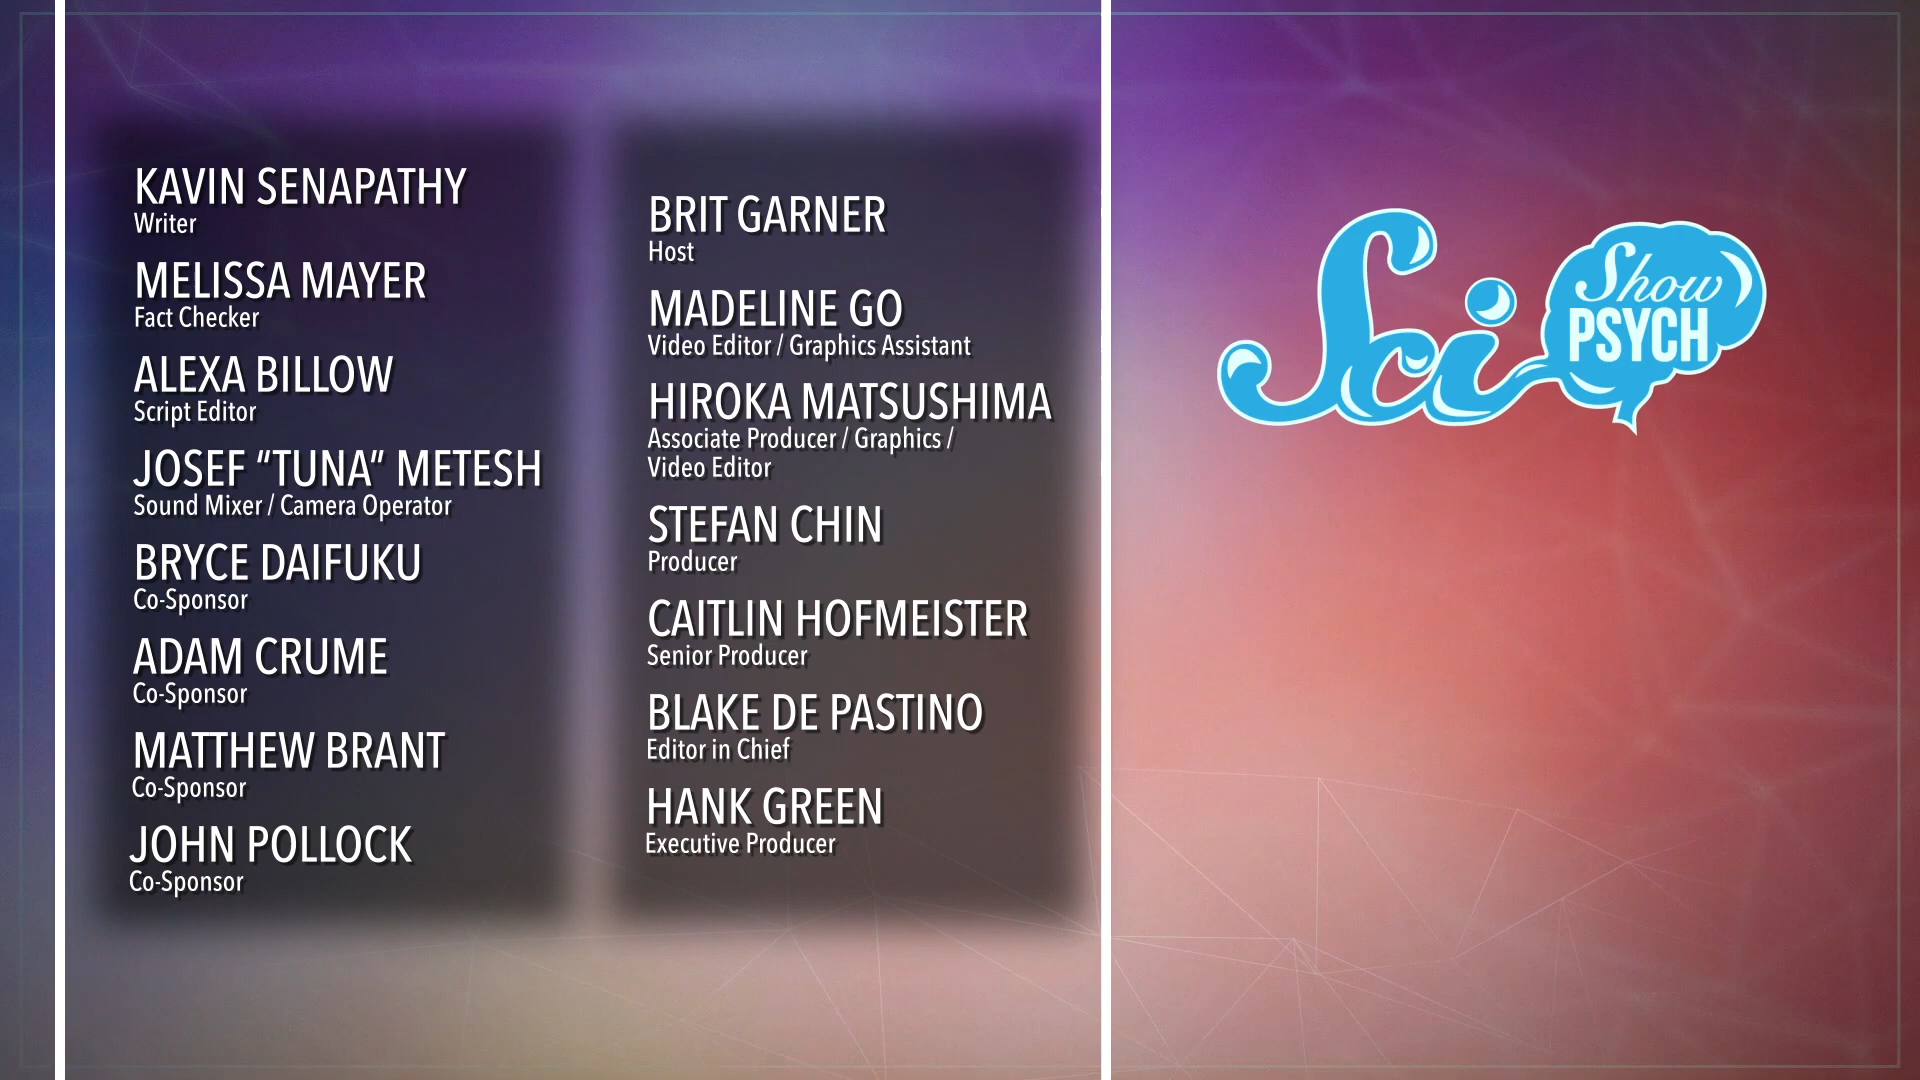 KAVIN SENAPATHY
Writer
MELISSA MAYER
Fact Checker
ALEXA BILLOW
Script Editor
JOSEF “TUNA” METESH
Sound Mixer / Camera Operator
BRYCE DAIFUKU
Co-Sponsor
ADAM CRUME
Co-Sponsor
MATTHEW BRANT
Co-Sponsor
JOHN POLLOCK
Co-Sponsor
BRIT GARNER
Host
MADELINE GO
Video Editor / Graphics Assistant
HIROKA MATSUSHIMA
Associate Producer / Graphics /
Video Editor
STEFAN CHIN
Producer
CAITLIN HOFMEISTER
Senior Producer
BLAKE DE PASTINO
Editor in Chief
HANK GREEN
Executive Producer
Sci
Show
PSYCH